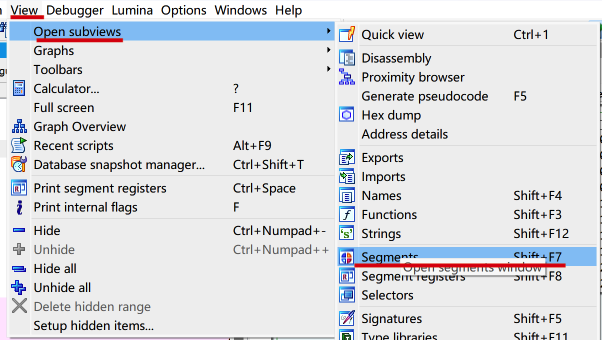 View Debugger Lumina Options Windows Help
Open subviews
Graphs
Toolbars
Calculator... ?
Full screen F11
Graph Overview
Recent scripts Alt+F9
Database snapshot manager... Ctrl+Shift+T
Print segment registers Ctrl+Space
Print internal flags F
Hide Ctrl+Numpad+-
Unhide Ctrl+Numpad++
Hide all
Unhide all
Delete hidden range
Setup hidden items...
Quick view Ctrl+1
Disassembly
Proximity browser
Generate pseudocode F5
Hex dump
Address details
Exports
Imports
Names Shift+F4
Functions Shift+F3
Strings Shift+F12
Segments Shift+F7
Open segments window
Segment registers Shift+F8
Selectors
Signatures Shift+F5
Type libraries Shift+F11